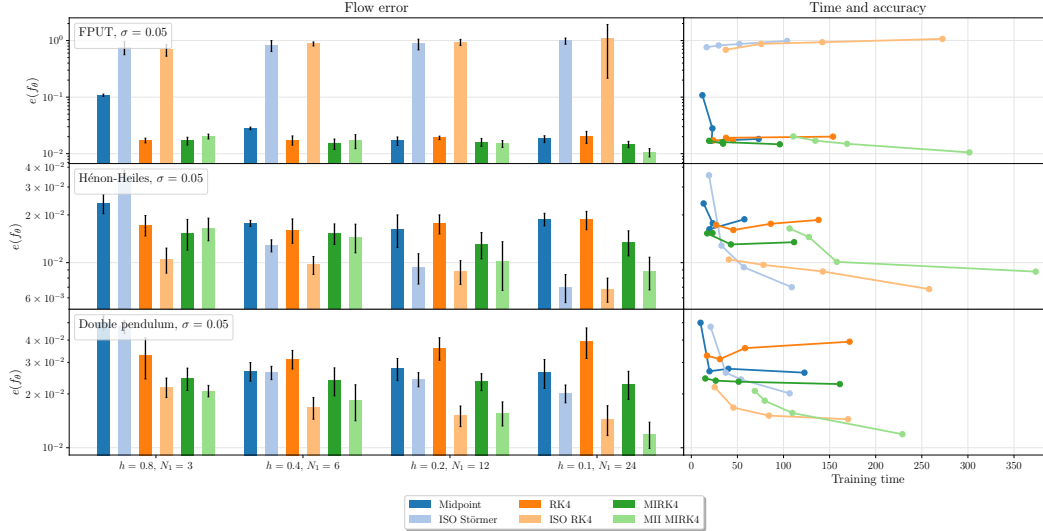 Flow error
Time and accuracy
FPUT, σ = 0.05
10⁰
10⁻¹
10⁻²
e(f_θ)
Hénon-Heiles, σ = 0.05
4 × 10⁻²
3 × 10⁻²
2 × 10⁻²
10⁻²
6 × 10⁻³
e(f_θ)
Double pendulum, σ = 0.05
4 × 10⁻²
3 × 10⁻²
2 × 10⁻²
10⁻²
e(f_θ)
h = 0.8, N₁ = 3
h = 0.4, N₁ = 6
h = 0.2, N₁ = 12
h = 0.1, N₁ = 24
0 50 100 150 200 250 300 350
Training time
Midpoint
ISO Störmer
RK4
ISO RK4
MIRK4
MII MIRK4